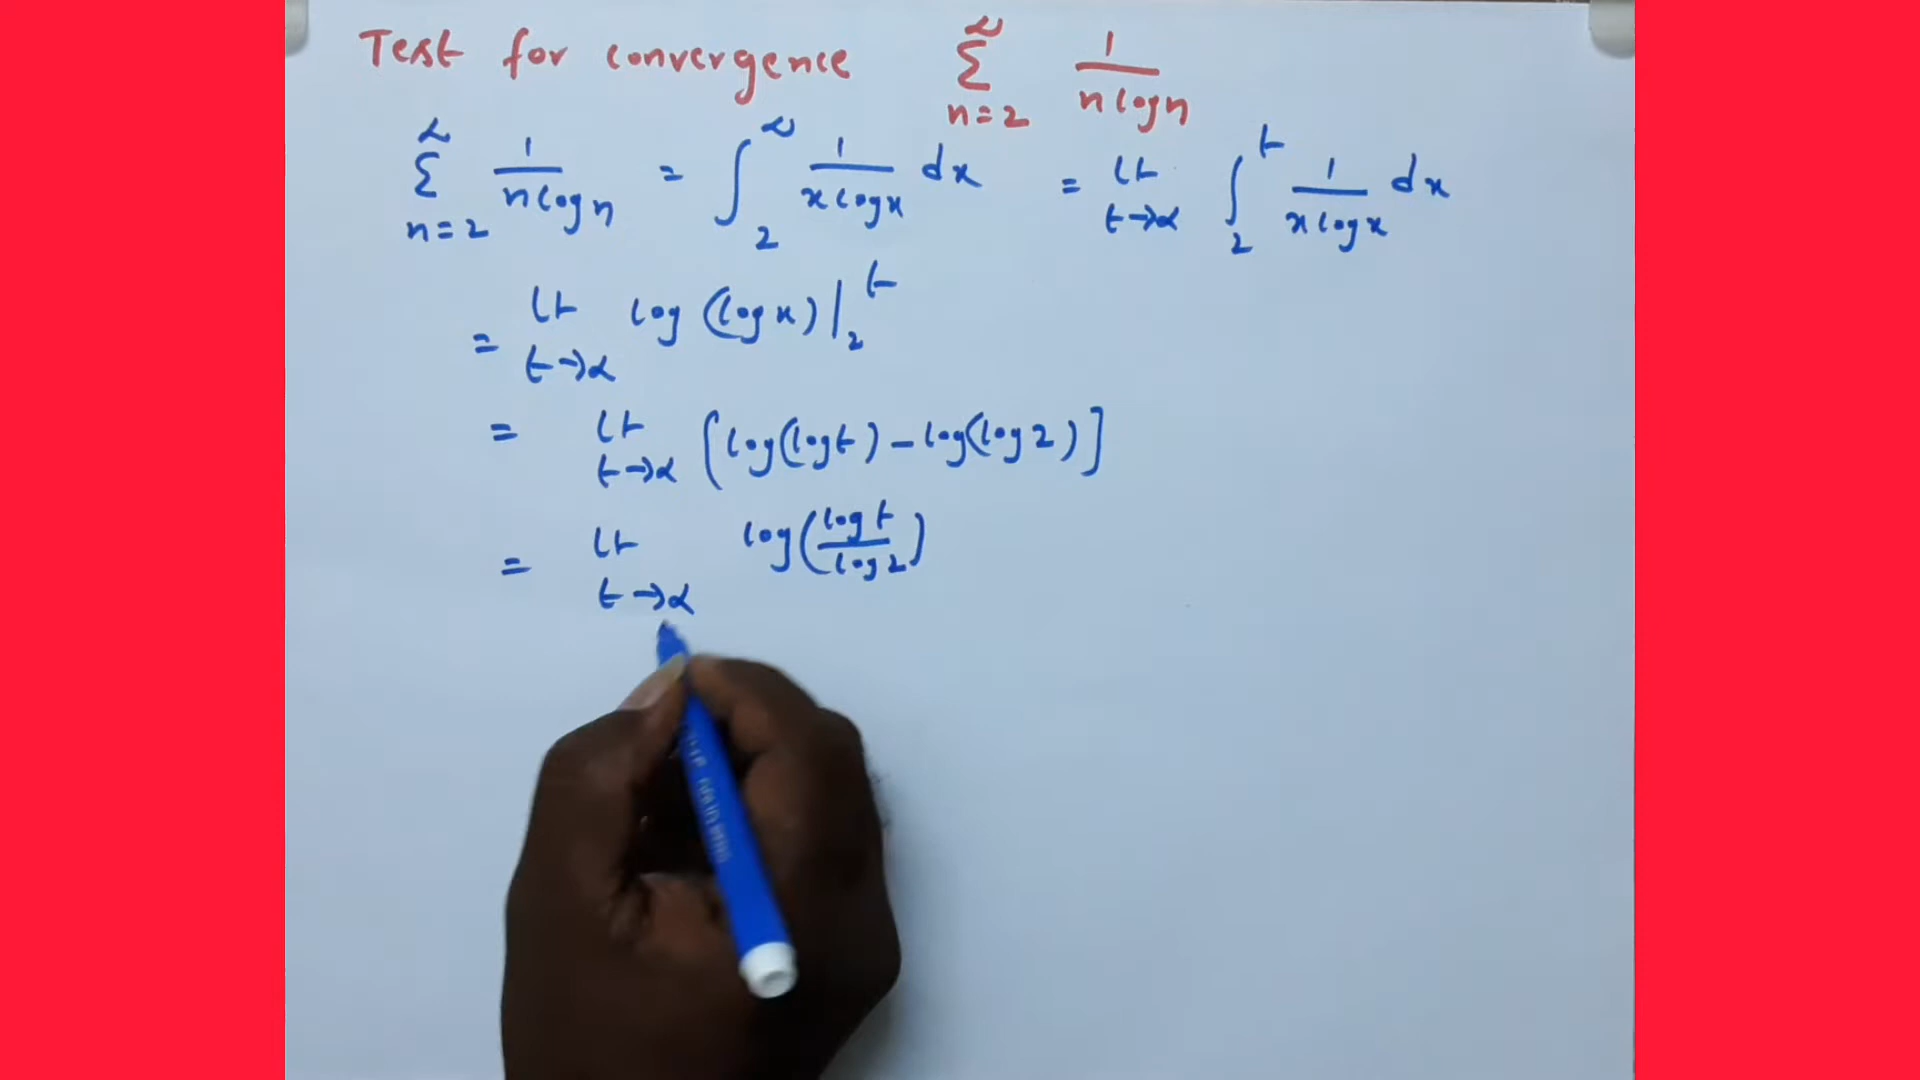 Test for convergence ∑_{n=2}^{∞} 1/(n log n)
∑_{n=2}^{∞} 1/(n log n) = ∫_2^∞ 1/(x log x) dx = lt_{t→∞} ∫_2^t 1/(x log x) dx
= lt_{t→∞} log (log x) |_2^t
= lt_{t→∞} [log(log t) - log(log 2)]
= lt_{t→∞} log(log t / log 2)